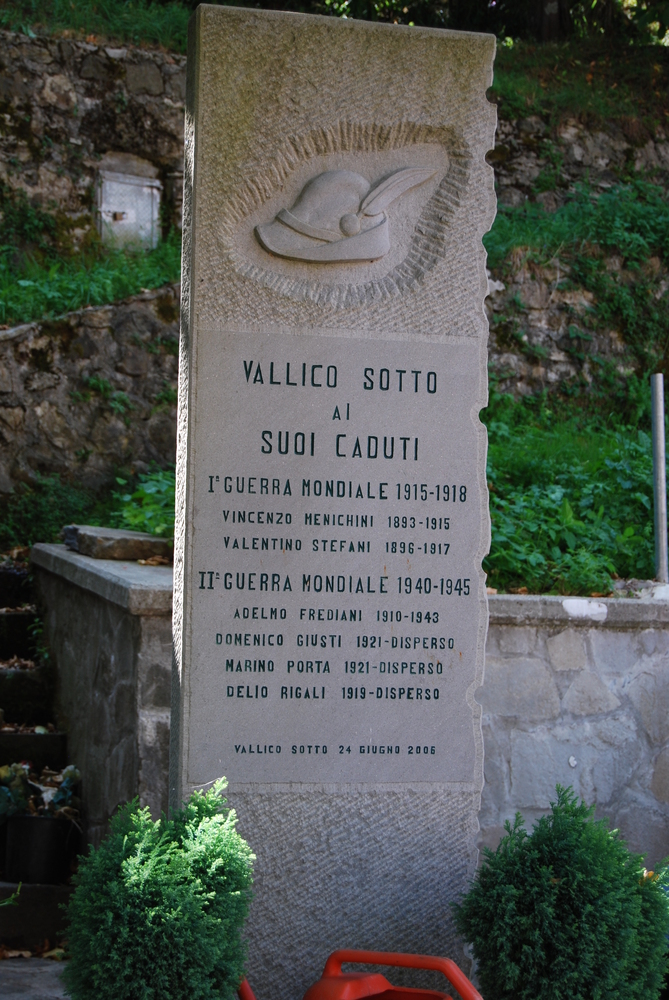 VALLICO SOTTO
AI
SUOI CADUTI
Iª GUERRA MONDIALE 1915-1918
VINCENZO MENICHINI 1893-1915
VALENTINO STEFANI 1896-1917
IIª GUERRA MONDIALE 1940-1945
ADELMO FREDIANI 1910-1943
DOMENICO GIUSTI 1921-DISPERSO
MARINO PORTA 1921-DISPERSO
DELIO RIGALI 1919-DISPERSO
VALLICO SOTTO 24 GIUGNO 2006